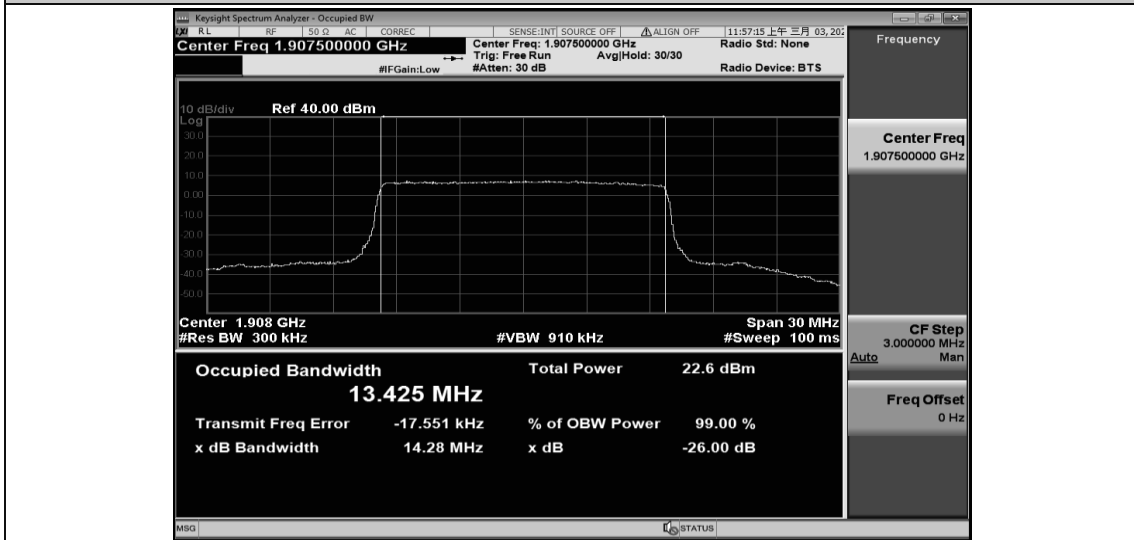 Keysight Spectrum Analyzer - Occupied BW
LXI RL RF 50 Ω AC CORREC SENSE:INT SOURCE OFF ⚠ALIGN OFF 11:57:15 上午 三月 03, 202
Center Freq 1.907500000 GHz
Center Freq: 1.907500000 GHz Radio Std: None
Trig: Free Run Avg|Hold: 30/30
#IFGain:Low #Atten: 30 dB Radio Device: BTS
10 dB/div Ref 40.00 dBm
Log
30.0
20.0
10.0
0.00
-10.0
-20.0
-30.0
-40.0
-50.0
Center 1.908 GHz Span 30 MHz
#Res BW 300 kHz #VBW 910 kHz #Sweep 100 ms
Occupied Bandwidth Total Power 22.6 dBm
13.425 MHz
Transmit Freq Error -17.551 kHz % of OBW Power 99.00 %
x dB Bandwidth 14.28 MHz x dB -26.00 dB
Frequency
Center Freq
1.907500000 GHz
CF Step
3.000000 MHz
Auto Man
Freq Offset
0 Hz
MSG STATUS